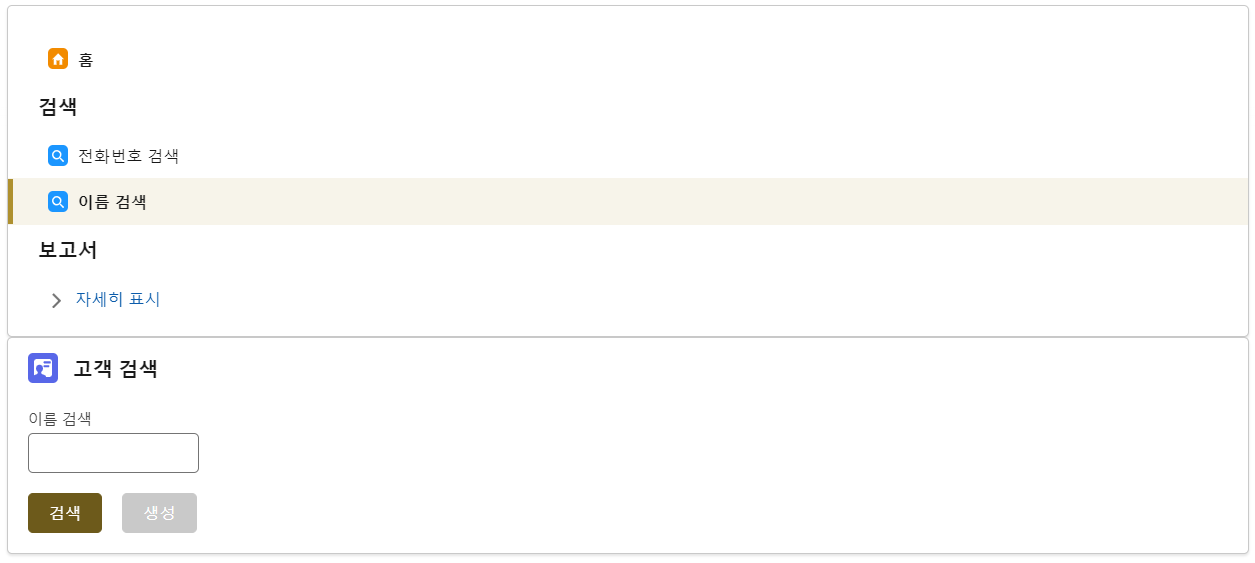 홈
검색
전화번호 검색
이름 검색
보고서
자세히 표시
고객 검색
이름 검색
검색 생성